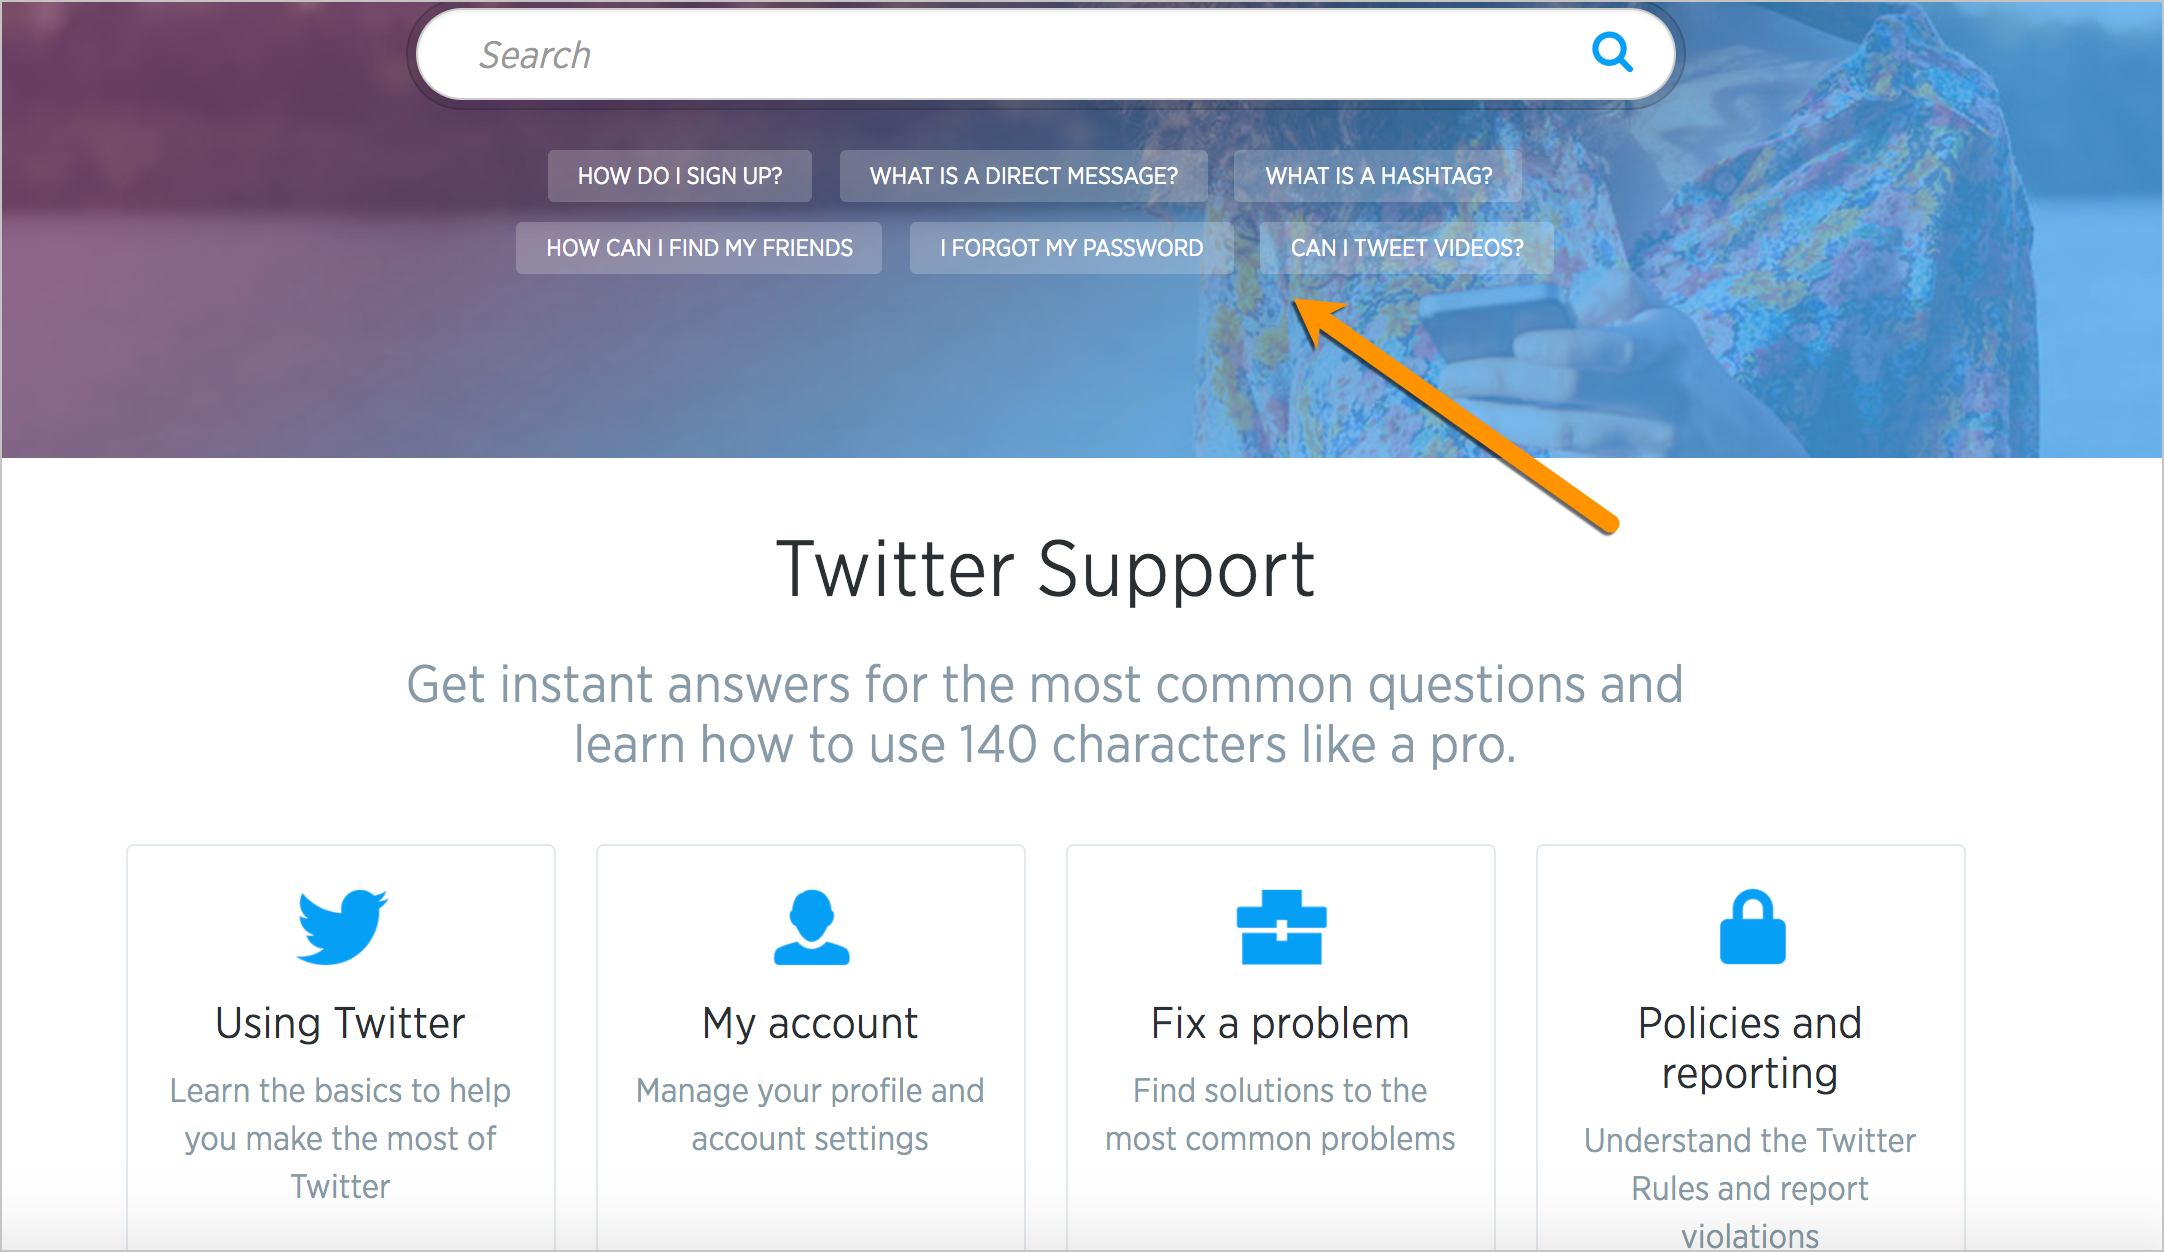 Search
HOW DO I SIGN UP?
WHAT IS A DIRECT MESSAGE?
WHAT IS A HASHTAG?
HOW CAN I FIND MY FRIENDS
I FORGOT MY PASSWORD
CAN I TWEET VIDEOS?
Twitter Support
Get instant answers for the most common questions and
learn how to use 140 characters like a pro.
Using Twitter
Learn the basics to help
you make the most of
Twitter
My account
Manage your profile and
account settings
Fix a problem
Find solutions to the
most common problems
Policies and
reporting
Understand the Twitter
Rules and report
violations